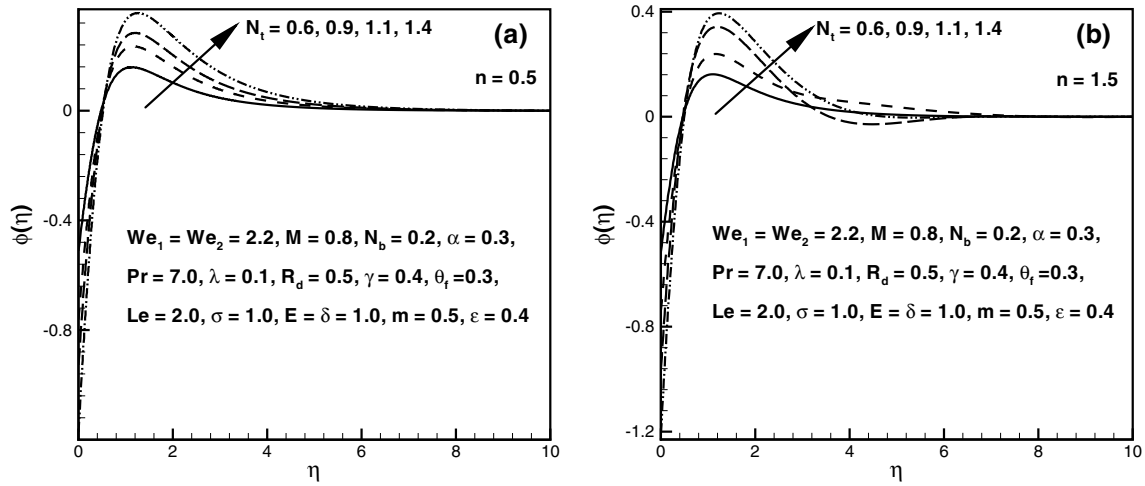 N_t = 0.6, 0.9, 1.1, 1.4
(a)
n = 0.5
0
-0.4
-0.8
ϕ(η)
We_1 = We_2 = 2.2, M = 0.8, N_b = 0.2, α = 0.3,
Pr = 7.0, λ = 0.1, R_d = 0.5, γ = 0.4, θ_f =0.3,
Le = 2.0, σ = 1.0, E = δ = 1.0, m = 0.5, ε = 0.4
0 2 4 6 8 10
η
0.4
N_t = 0.6, 0.9, 1.1, 1.4
(b)
n = 1.5
0
-0.4
-0.8
-1.2
ϕ(η)
We_1 = We_2 = 2.2, M = 0.8, N_b = 0.2, α = 0.3,
Pr = 7.0, λ = 0.1, R_d = 0.5, γ = 0.4, θ_f =0.3,
Le = 2.0, σ = 1.0, E = δ = 1.0, m = 0.5, ε = 0.4
0 2 4 6 8 10
η